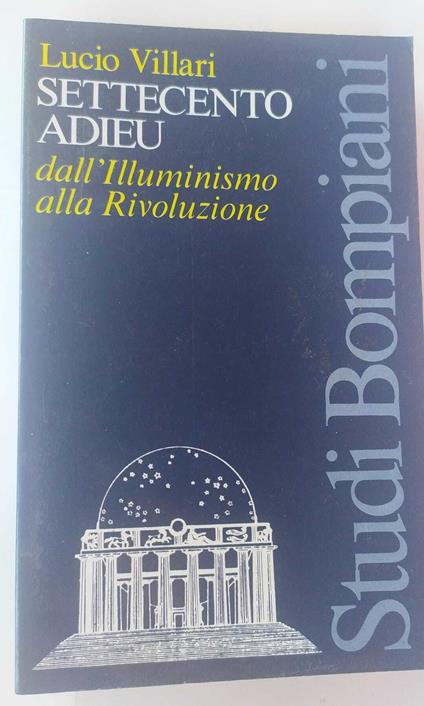 Lucio Villari
SETTECENTO
ADIEU
dall'Illuminismo
alla Rivoluzione
Studi Bompiani